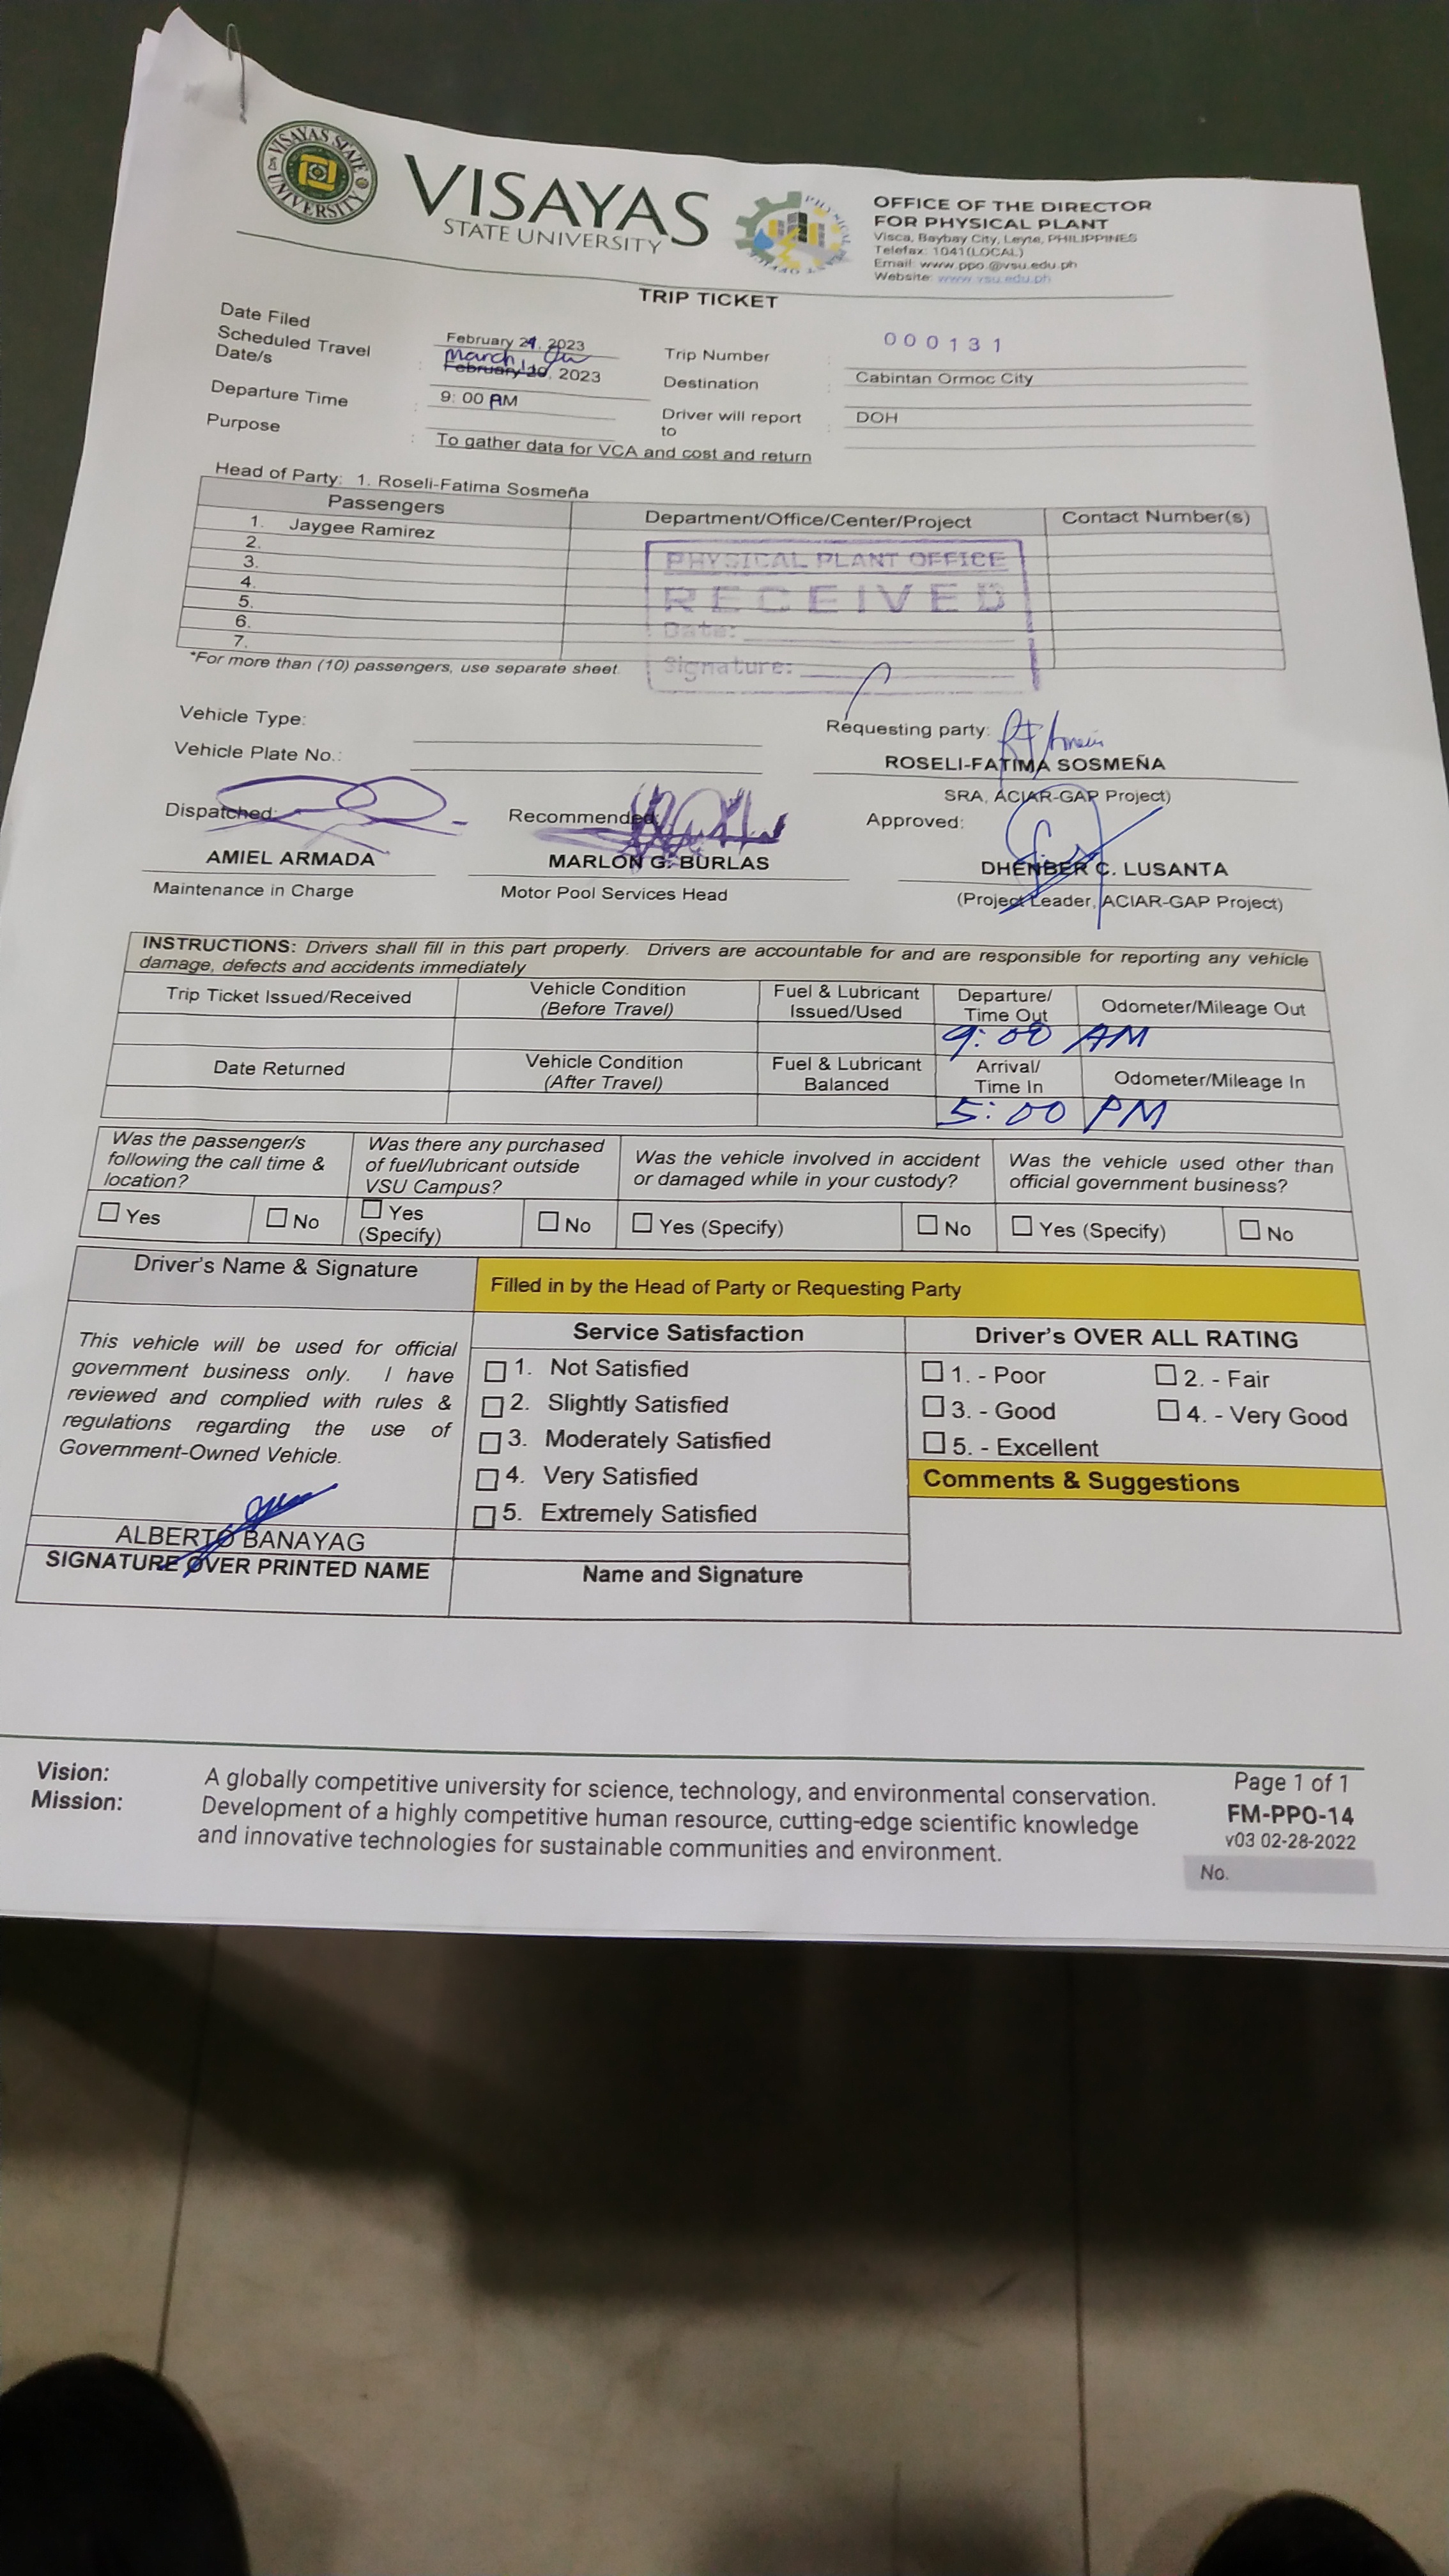 VISAYAS STATE UNIVERSITY
VISAYAS
STATE UNIVERSITY
OFFICE OF THE DIRECTOR
FOR PHYSICAL PLANT
Visca, Baybay City, Leyte, PHILIPPINES
Telefax: 1041(LOCAL)
Email: www.ppo.@vsu.edu.ph
Website: www.vsu.edu.ph
TRIP TICKET
Date Filed February 2, 2023 Trip Number 000131
Scheduled Travel Date/s : March 1, February 20, 2023 Destination Cabintan Ormoc City
Departure Time : 9: 00 AM Driver will report to : DOH
Purpose : To gather data for VCA and cost and return
Head of Party: 1. Roseli-Fatima Sosmeña
Passengers Department/Office/Center/Project Contact Number(s)
1. Jaygee Ramirez
2.
3.
4.
5.
6.
7.
PHYSICAL PLANT OFFICE
RECEIVED
Date:
Signature:
*For more than (10) passengers, use separate sheet.
Vehicle Type: Requesting party:
Vehicle Plate No.: ROSELI-FATIMA SOSMEÑA
SRA, ACIAR-GAP Project)
Dispatched: Recommended: Approved:
AMIEL ARMADA MARLON G. BURLAS DHENBER C. LUSANTA
Maintenance in Charge Motor Pool Services Head (Project Leader, ACIAR-GAP Project)
INSTRUCTIONS: Drivers shall fill in this part properly. Drivers are accountable for and are responsible for reporting any vehicle
damage, defects and accidents immediately
Trip Ticket Issued/Received Vehicle Condition (Before Travel) Fuel & Lubricant Issued/Used Departure/ Time Out Odometer/Mileage Out
9:00 AM
Date Returned Vehicle Condition (After Travel) Fuel & Lubricant Balanced Arrival/ Time In Odometer/Mileage In
5:00 PM
Was the passenger/s following the call time & location? Was there any purchased of fuel/lubricant outside VSU Campus? Was the vehicle involved in accident or damaged while in your custody? Was the vehicle used other than official government business?
☐ Yes ☐ No ☐ Yes (Specify) ☐ No ☐ Yes (Specify) ☐ No ☐ Yes (Specify) ☐ No
Driver's Name & Signature Filled in by the Head of Party or Requesting Party
This vehicle will be used for official
government business only. I have
reviewed and complied with rules &
regulations regarding the use of
Government-Owned Vehicle.
ALBERTO BANAYAG
SIGNATURE OVER PRINTED NAME
Service Satisfaction
☐ 1. Not Satisfied
☐ 2. Slightly Satisfied
☐ 3. Moderately Satisfied
☐ 4. Very Satisfied
☐ 5. Extremely Satisfied
Name and Signature
Driver's OVER ALL RATING
☐ 1. - Poor ☐ 2. - Fair
☐ 3. - Good ☐ 4. - Very Good
☐ 5. - Excellent
Comments & Suggestions
Vision: A globally competitive university for science, technology, and environmental conservation.
Mission: Development of a highly competitive human resource, cutting-edge scientific knowledge
and innovative technologies for sustainable communities and environment.
Page 1 of 1
FM-PPO-14
v03 02-28-2022
No.